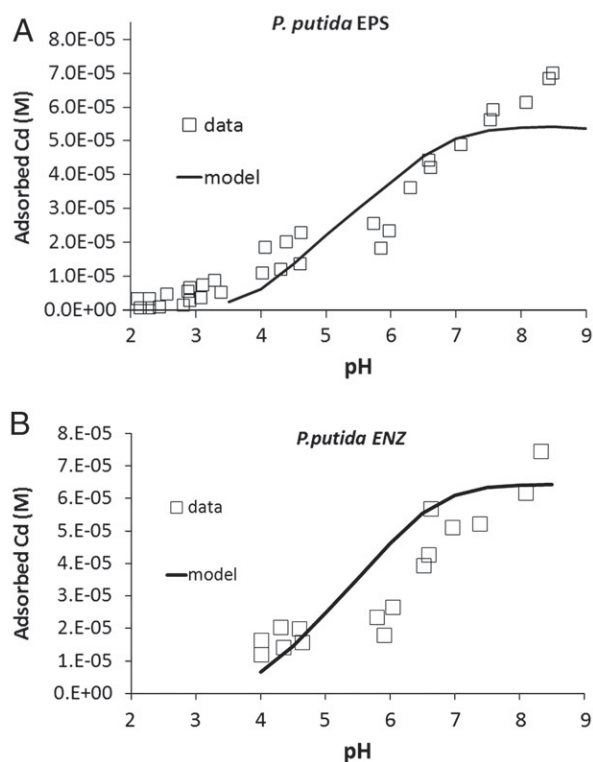 A
P. putida EPS
8.0E-05
7.0E-05
6.0E-05
5.0E-05
4.0E-05
3.0E-05
2.0E-05
1.0E-05
0.0E+00
Adsorbed Cd (M)
data
model
2 3 4 5 6 7 8 9
pH
B
P.putida ENZ
8.E-05
7.E-05
6.E-05
5.E-05
4.E-05
3.E-05
2.E-05
1.E-05
0.E+00
Adsorbed Cd (M)
data
model
2 3 4 5 6 7 8 9
pH